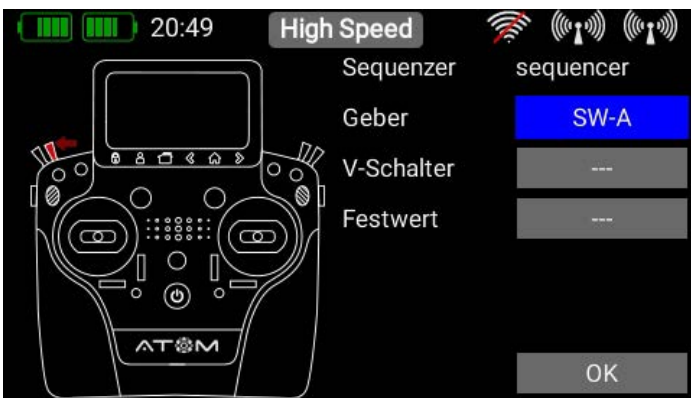 20:49 High Speed
Sequenzer sequencer
Geber SW-A
V-Schalter ---
Festwert ---
ATOM
OK